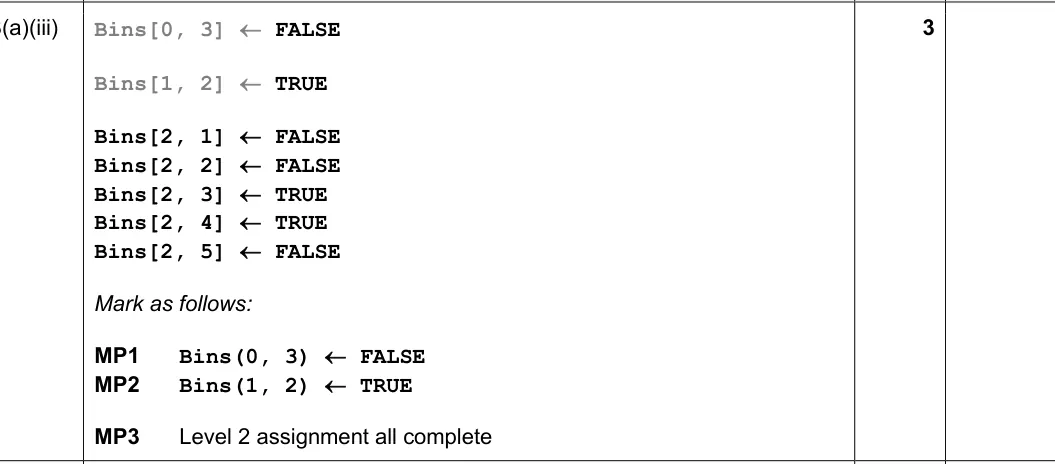 (a)(iii)
Bins[0, 3] ← FALSE
3
Bins[1, 2] ← TRUE
Bins[2, 1] ← FALSE
Bins[2, 2] ← FALSE
Bins[2, 3] ← TRUE
Bins[2, 4] ← TRUE
Bins[2, 5] ← FALSE
Mark as follows:
MP1 Bins(0, 3) ← FALSE
MP2 Bins(1, 2) ← TRUE
MP3 Level 2 assignment all complete